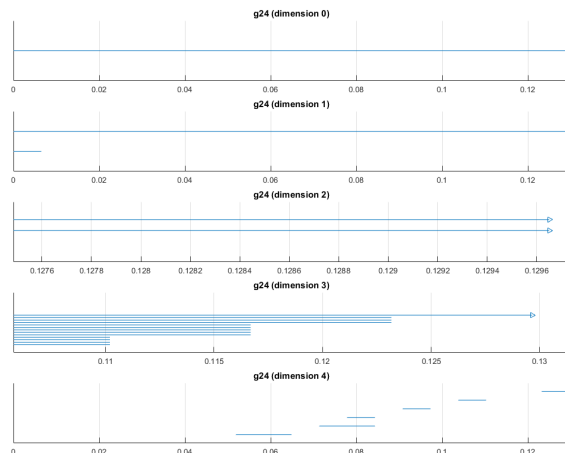 g24 (dimension 0)
0 0.02 0.04 0.06 0.08 0.1 0.12
g24 (dimension 1)
0 0.02 0.04 0.06 0.08 0.1 0.12
g24 (dimension 2)
0.1276 0.1278 0.128 0.1282 0.1284 0.1286 0.1288 0.129 0.1292 0.1294 0.1296
g24 (dimension 3)
0.11 0.115 0.12 0.125 0.13
g24 (dimension 4)
0 0.02 0.04 0.06 0.08 0.1 0.12